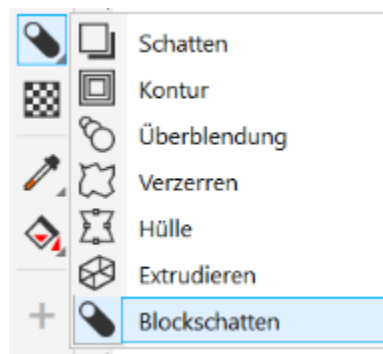 Schatten
Kontur
Überblendung
Verzerren
Hülle
Extrudieren
Blockschatten